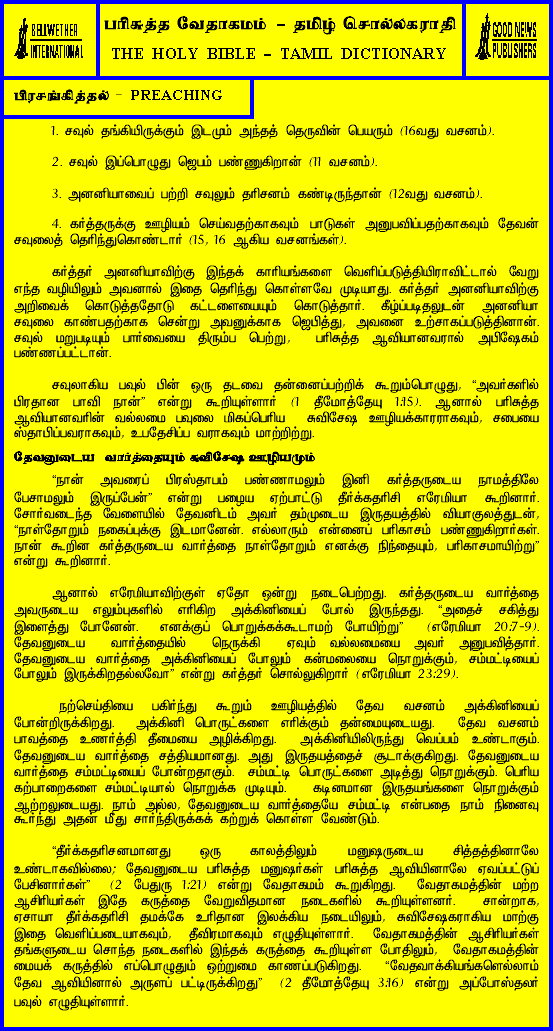 BELLWETHER
INTERNATIONAL
பரிசுத்த வேதாகமம் – தமிழ் சொல்லகராதி
THE HOLY BIBLE – TAMIL DICTIONARY
GOOD NEWS
PUBLISHERS
பிரசங்கித்தல் – PREACHING
1. சவுல் தங்கியிருக்கும் இடமும் அந்தத் தெருவின் பெயரும் (16வது வசனம்).
2. சவுல் இப்பொழுது ஜெபம் பண்ணுகிறான் (11 வசனம்).
3. அனனியாவைப் பற்றி சவுலும் தரிசனம் கண்டிருந்தான் (12வது வசனம்).
4. கர்த்தருக்கு ஊழியம் செய்வதற்காகவும் பாடுகள் அனுபவிப்பதற்காகவும் தேவன்
சவுலைத் தெரிந்துகொண்டார் (15, 16 ஆகிய வசனங்கள்).
கர்த்தர் அனனியாவிற்கு இந்தக் காரியங்களை வெளிப்படுத்தியிராவிட்டால் வேறு
எந்த வழியிலும் அவனால் இதை தெரிந்து கொள்ளவே முடியாது. கர்த்தர் அனனியாவிற்கு
அறிவைக் கொடுத்ததோடு கட்டளையையும் கொடுத்தார். கீழ்ப்படிதலுடன் அனனியா
சவுலை காண்பதற்காக சென்று அவனுக்காக ஜெபித்து, அவனை உற்சாகப்படுத்தினான்.
சவுல் மறுபடியும் பார்வையை திரும்ப பெற்று, பரிசுத்த ஆவியானவரால் அபிஷேகம்
பண்ணப்பட்டான்.
சவுலாகிய பவுல் பின் ஒரு தடவை தன்னைப்பற்றிக் கூறும்பொழுது, “அவர்களில்
பிரதான பாவி நான்” என்று கூறியுள்ளார் (1 தீமோத்தேயு 1:15). ஆனால் பரிசுத்த
ஆவியானவரின் வல்லமை பவுலை மிகப்பெரிய சுவிசேஷ ஊழியக்காரராகவும், சபையை
ஸ்தாபிப்பவராகவும், உபதேசிப்ப வராகவும் மாற்றிற்று.
தேவனுடைய வார்த்தையும் சுவிசேஷ ஊழியமும்
“நான் அவரைப் பிரஸ்தாபம் பண்ணாமலும் இனி கர்த்தருடைய நாமத்திலே
பேசாமலும் இருப்பேன்” என்று பழைய ஏற்பாட்டு தீர்க்கதரிசி எரேமியா கூறினார்.
சோர்வடைந்த வேளையில் தேவனிடம் அவர் தம்முடைய இருதயத்தில் வியாகுலத்துடன்,
“நாள்தோறும் நகைப்புக்கு இடமானேன். எல்லாரும் என்னைப் பரிகாசம் பண்ணுகிறார்கள்.
நான் கூறின கர்த்தருடைய வார்த்தை நாள்தோறும் எனக்கு நிந்தையும், பரிகாசமாயிற்று”
என்று கூறினார்.
ஆனால் எரேமியாவிற்குள் ஏதோ ஒன்று நடைபெற்றது. கர்த்தருடைய வார்த்தை
அவருடைய எலும்புகளில் எரிகிற அக்கினியைப் போல் இருந்தது. “அதைச் சகித்து
இளைத்து போனேன். எனக்குப் பொறுக்கக்கூடாமற் போயிற்று” (எரேமியா 20:7-9).
தேவனுடைய வார்த்தையில் நெருக்கி ஏவும் வல்லமையை அவர் அனுபவித்தார்.
தேவனுடைய வார்த்தை அக்கினியைப் போலும் கன்மலையை நொறுக்கும், சம்மட்டியைப்
போலும் இருக்கிறதல்லவோ” என்று கர்த்தர் சொல்லுகிறார் (எரேமியா 23:29).
நற்செய்தியை பகிர்ந்து கூறும் ஊழியத்தில் தேவ வசனம் அக்கினியைப்
போன்றிருக்கிறது. அக்கினி பொருட்களை எரிக்கும் தன்மையுடையது. தேவ வசனம்
பாவத்தை உணர்த்தி தீமையை அழிக்கிறது. அக்கினியிலிருந்து வெப்பம் உண்டாகும்.
தேவனுடைய வார்த்தை சத்தியமானது. அது இருதயத்தைச் சூடாக்குகிறது. தேவனுடைய
வார்த்தை சம்மட்டியைப் போன்றதாகும். சம்மட்டி பொருட்களை அடித்து நொறுக்கும். பெரிய
கற்பாறைகளை சம்மட்டியால் நொறுக்க முடியும். கடினமான இருதயங்களை நொறுக்கும்
ஆற்றலுடையது. நாம் அல்ல, தேவனுடைய வார்த்தையே சம்மட்டி என்பதை நாம் நினைவு
கூர்ந்து அதன் மீது சார்ந்திருக்கக் கற்றுக் கொள்ள வேண்டும்.
“தீர்க்கதரிசனமானது ஒரு காலத்திலும் மனுஷருடைய சித்தத்தினாலே
உண்டாகவில்லை; தேவனுடைய பரிசுத்த மனுஷர்கள் பரிசுத்த ஆவியினாலே ஏவப்பட்டுப்
பேசினார்கள்” (2 பேதுரு 1:21) என்று வேதாகமம் கூறுகிறது. வேதாகமத்தின் மற்ற
ஆசிரியர்கள் இதே கருத்தை வேறுவிதமான நடைகளில் கூறியுள்ளனர். சான்றாக,
ஏசாயா தீர்க்கதரிசி தமக்கே உரிதான இலக்கிய நடையிலும், சுவிசேஷகராகிய மாற்கு
இதை வெளிப்படையாகவும், தீவிரமாகவும் எழுதியுள்ளார். வேதாகமத்தின் ஆசிரியர்கள்
தங்களுடைய சொந்த நடைகளில் இந்தக் கருத்தை கூறியுள்ள போதிலும், வேதாகமத்தின்
மையக் கருத்தில் எப்பொழுதும் ஒற்றுமை காணப்படுகிறது. “வேதவாக்கியங்களெல்லாம்
தேவ ஆவியினால் அருளப் பட்டிருக்கிறது” (2 தீமோத்தேயு 3:16) என்று அப்போஸ்தலர்
பவுல் எழுதியுள்ளார்.